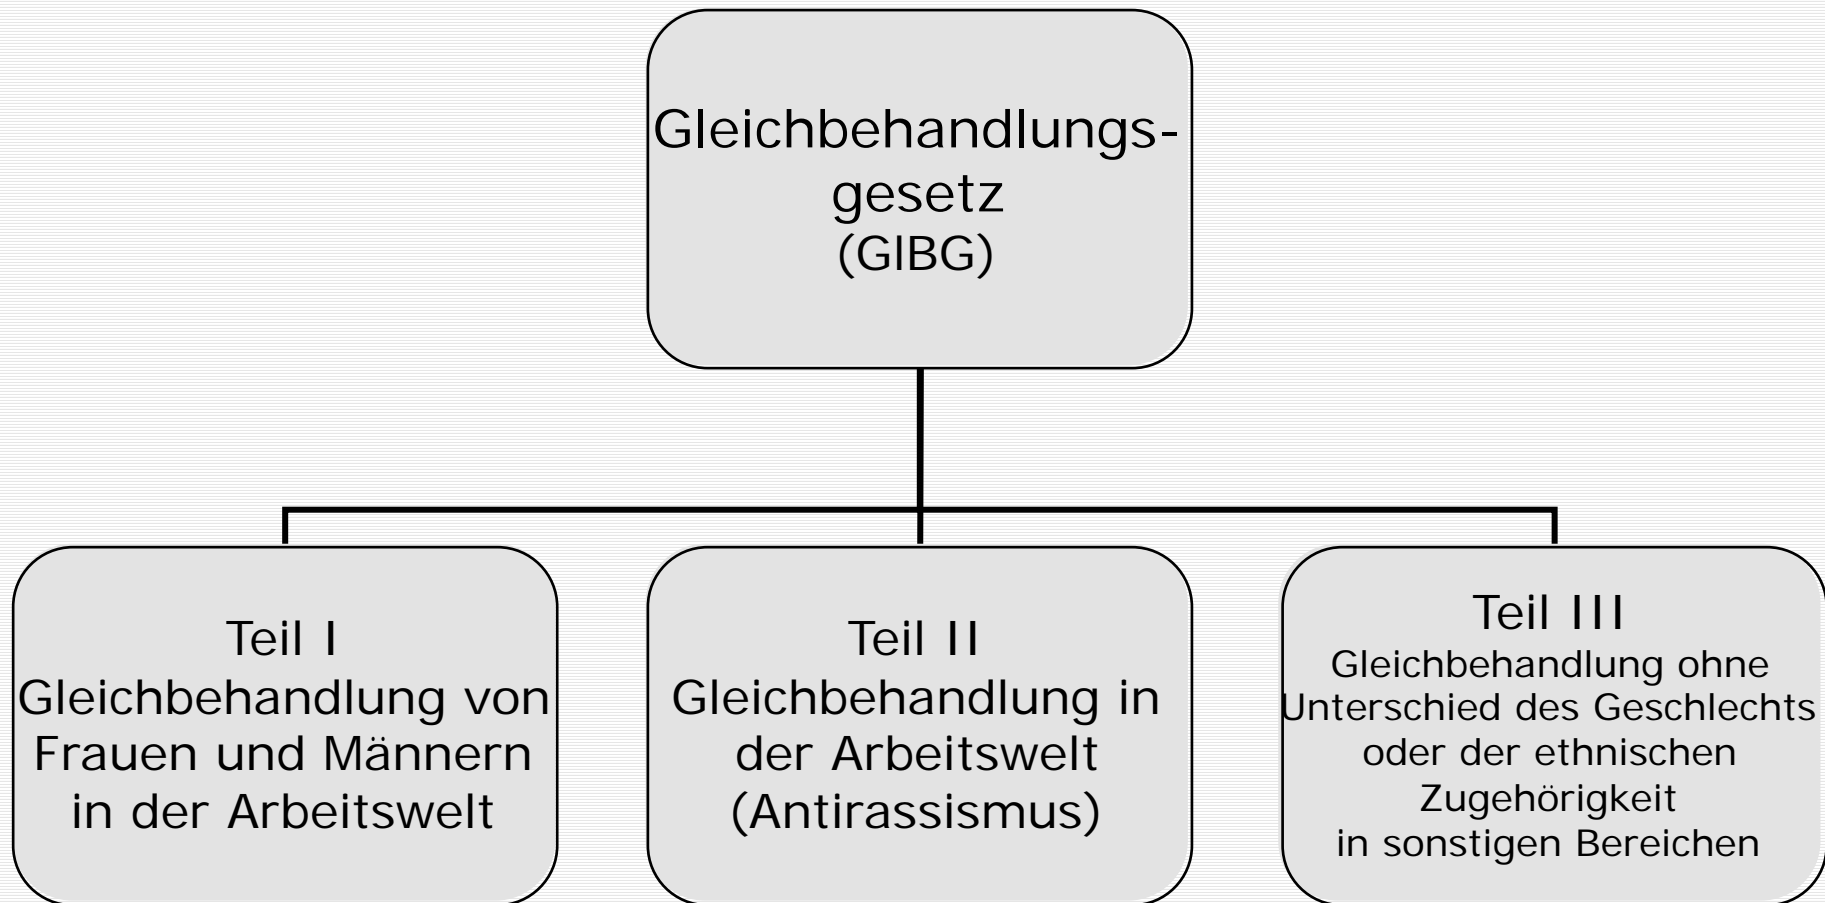 Gleichbehandlungs-
gesetz
(GlBG)
Teil I
Gleichbehandlung von
Frauen und Männern
in der Arbeitswelt
Teil II
Gleichbehandlung in
der Arbeitswelt
(Antirassismus)
Teil III
Gleichbehandlung ohne
Unterschied des Geschlechts
oder der ethnischen
Zugehörigkeit
in sonstigen Bereichen